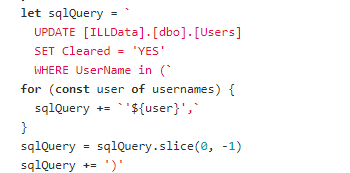 let sqlQuery = `
UPDATE [ILLData].[dbo].[Users]
SET Cleared = 'YES'
WHERE UserName in (`
for (const user of usernames) {
sqlQuery += `'${user}',`
}
sqlQuery = sqlQuery.slice(0, -1)
sqlQuery += ')'